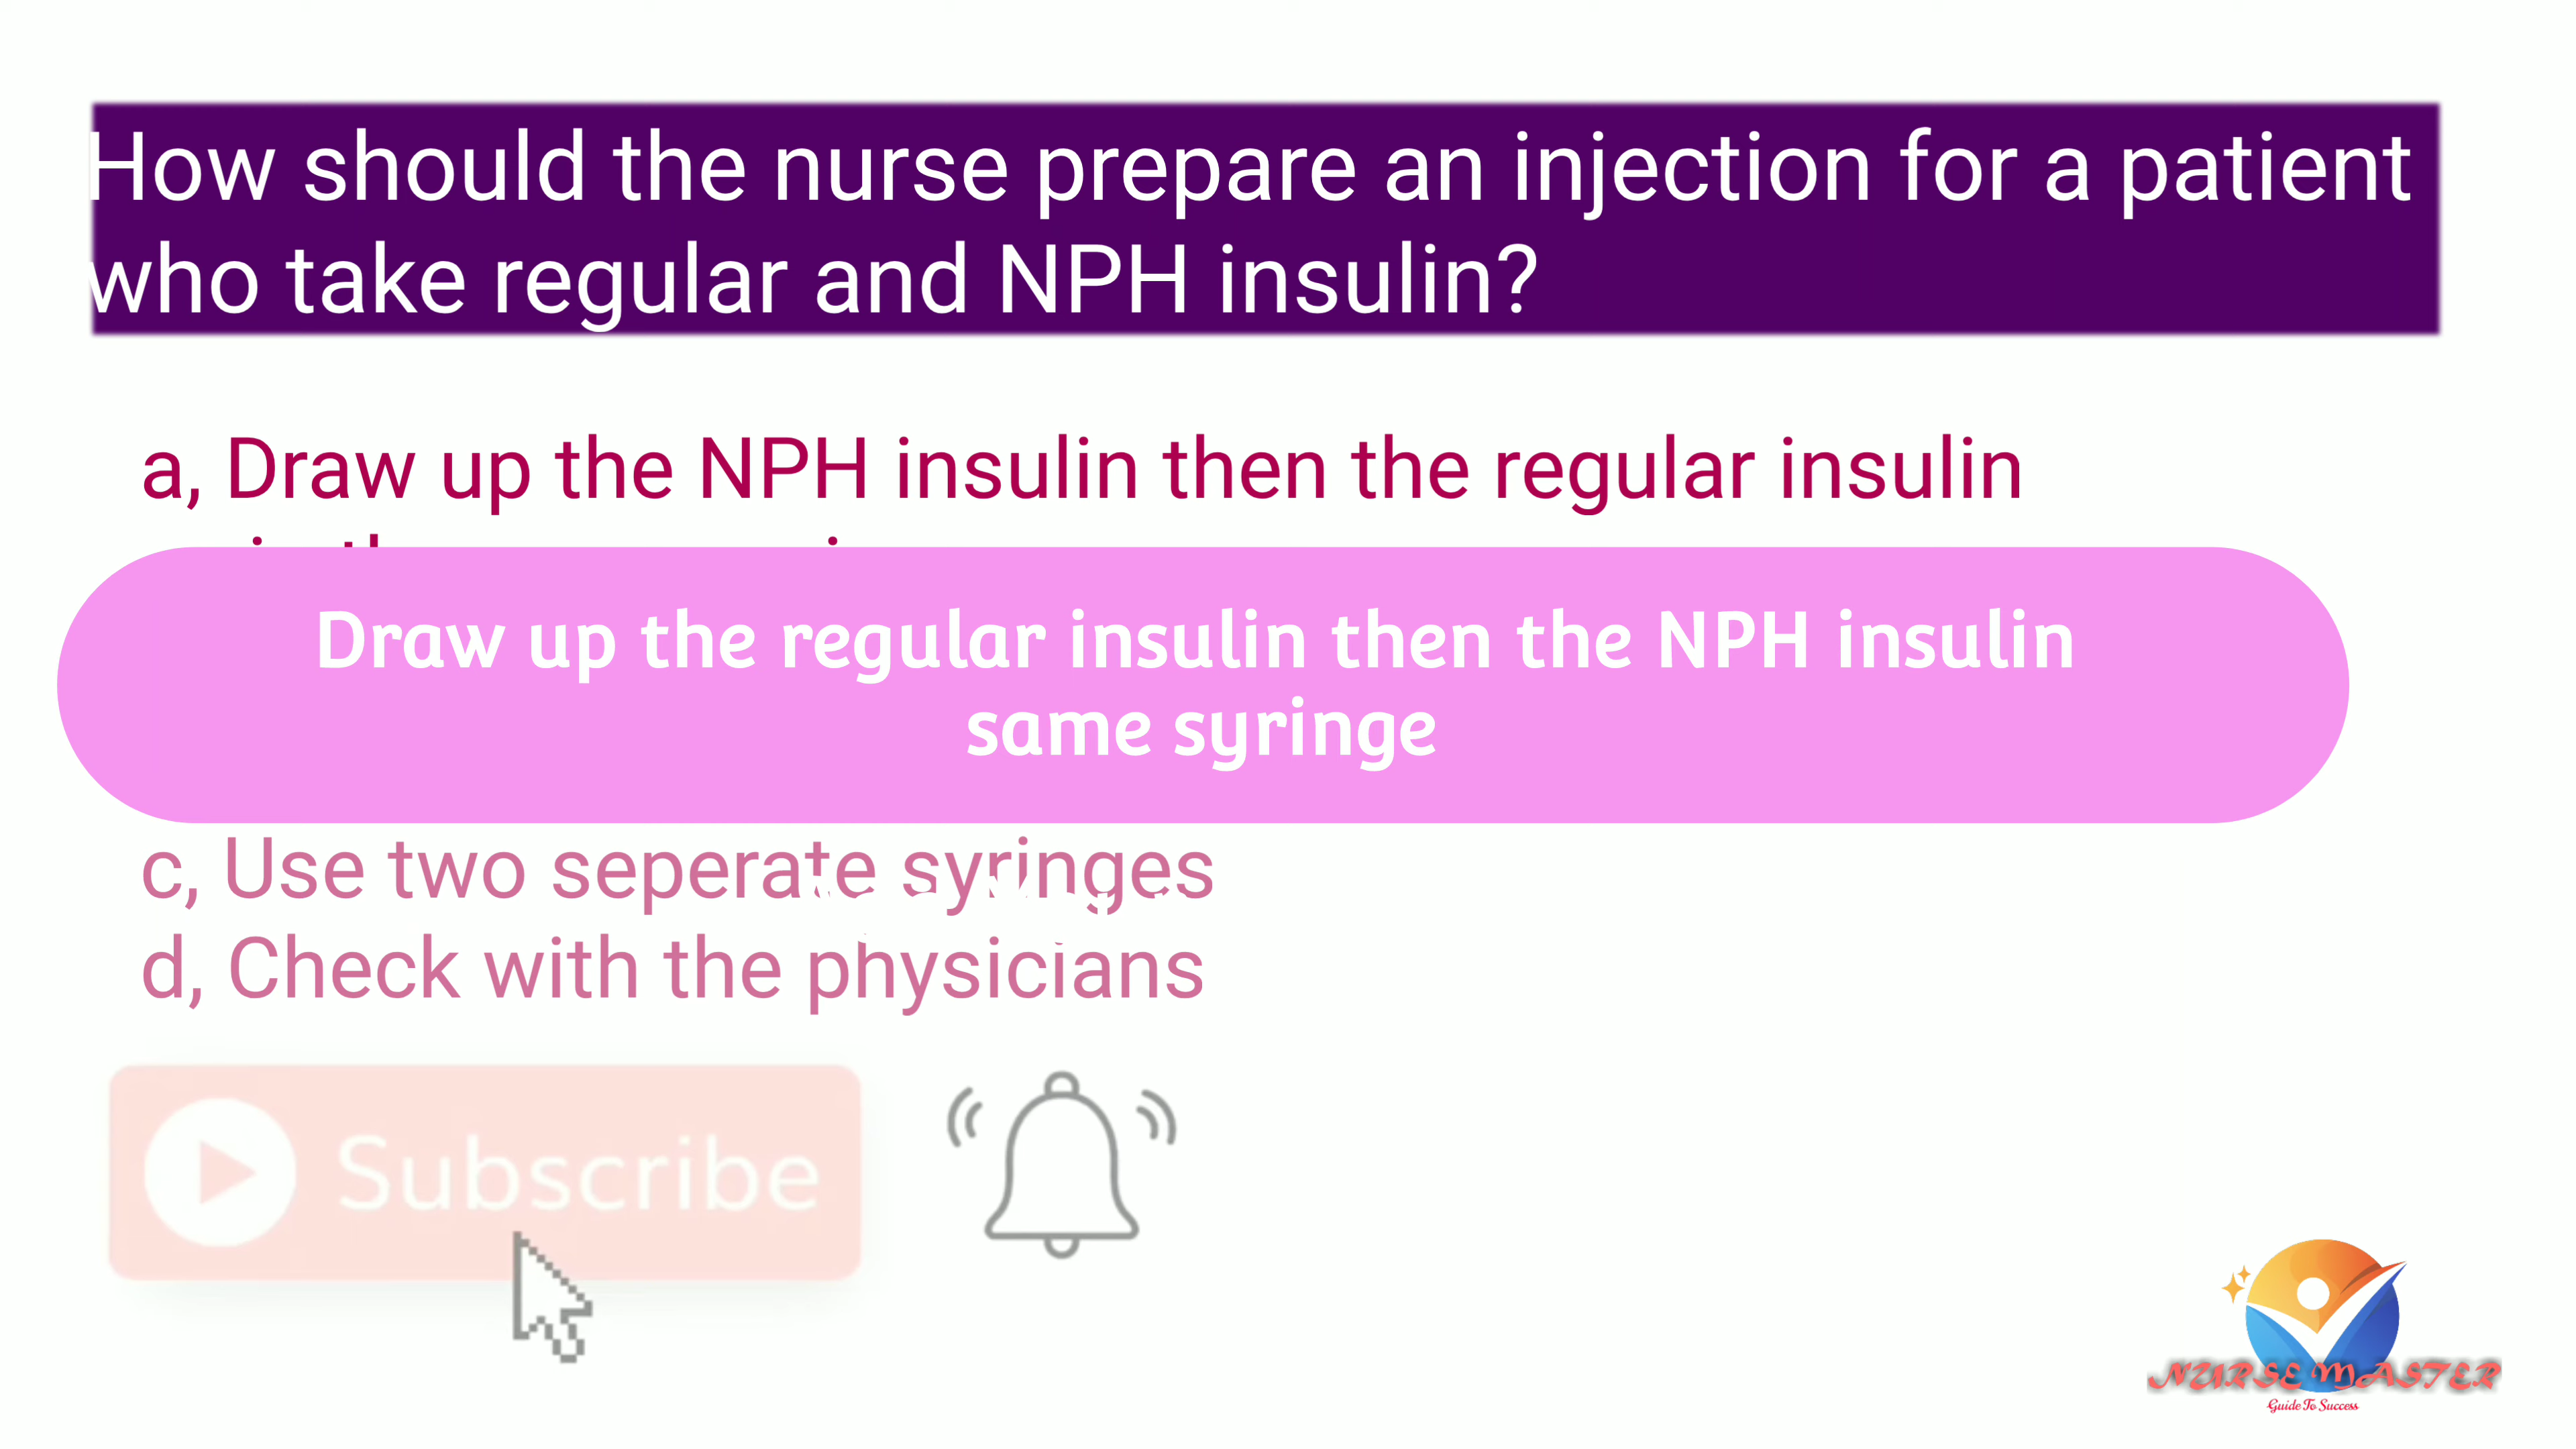 How should the nurse prepare an injection for a patient
who take regular and NPH insulin?
a, Draw up the NPH insulin then the regular insulin
Draw up the regular insulin then the NPH insulin
same syringe
c, Use two seperate syringes
d, Check with the physicians
Subscribe
NURSE MASTER
Guide To Success